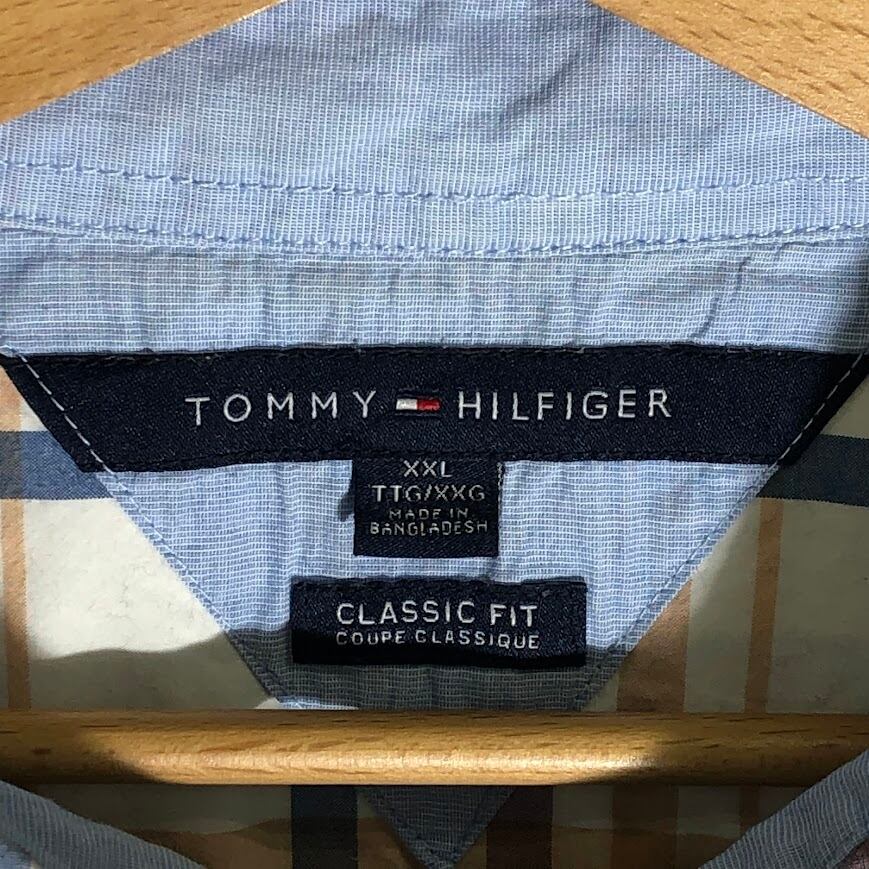 TOMMY HILFIGER
XXL
TTG/XXG
MADE IN
BANGLADESH
CLASSIC FIT
COUPE CLASSIQUE